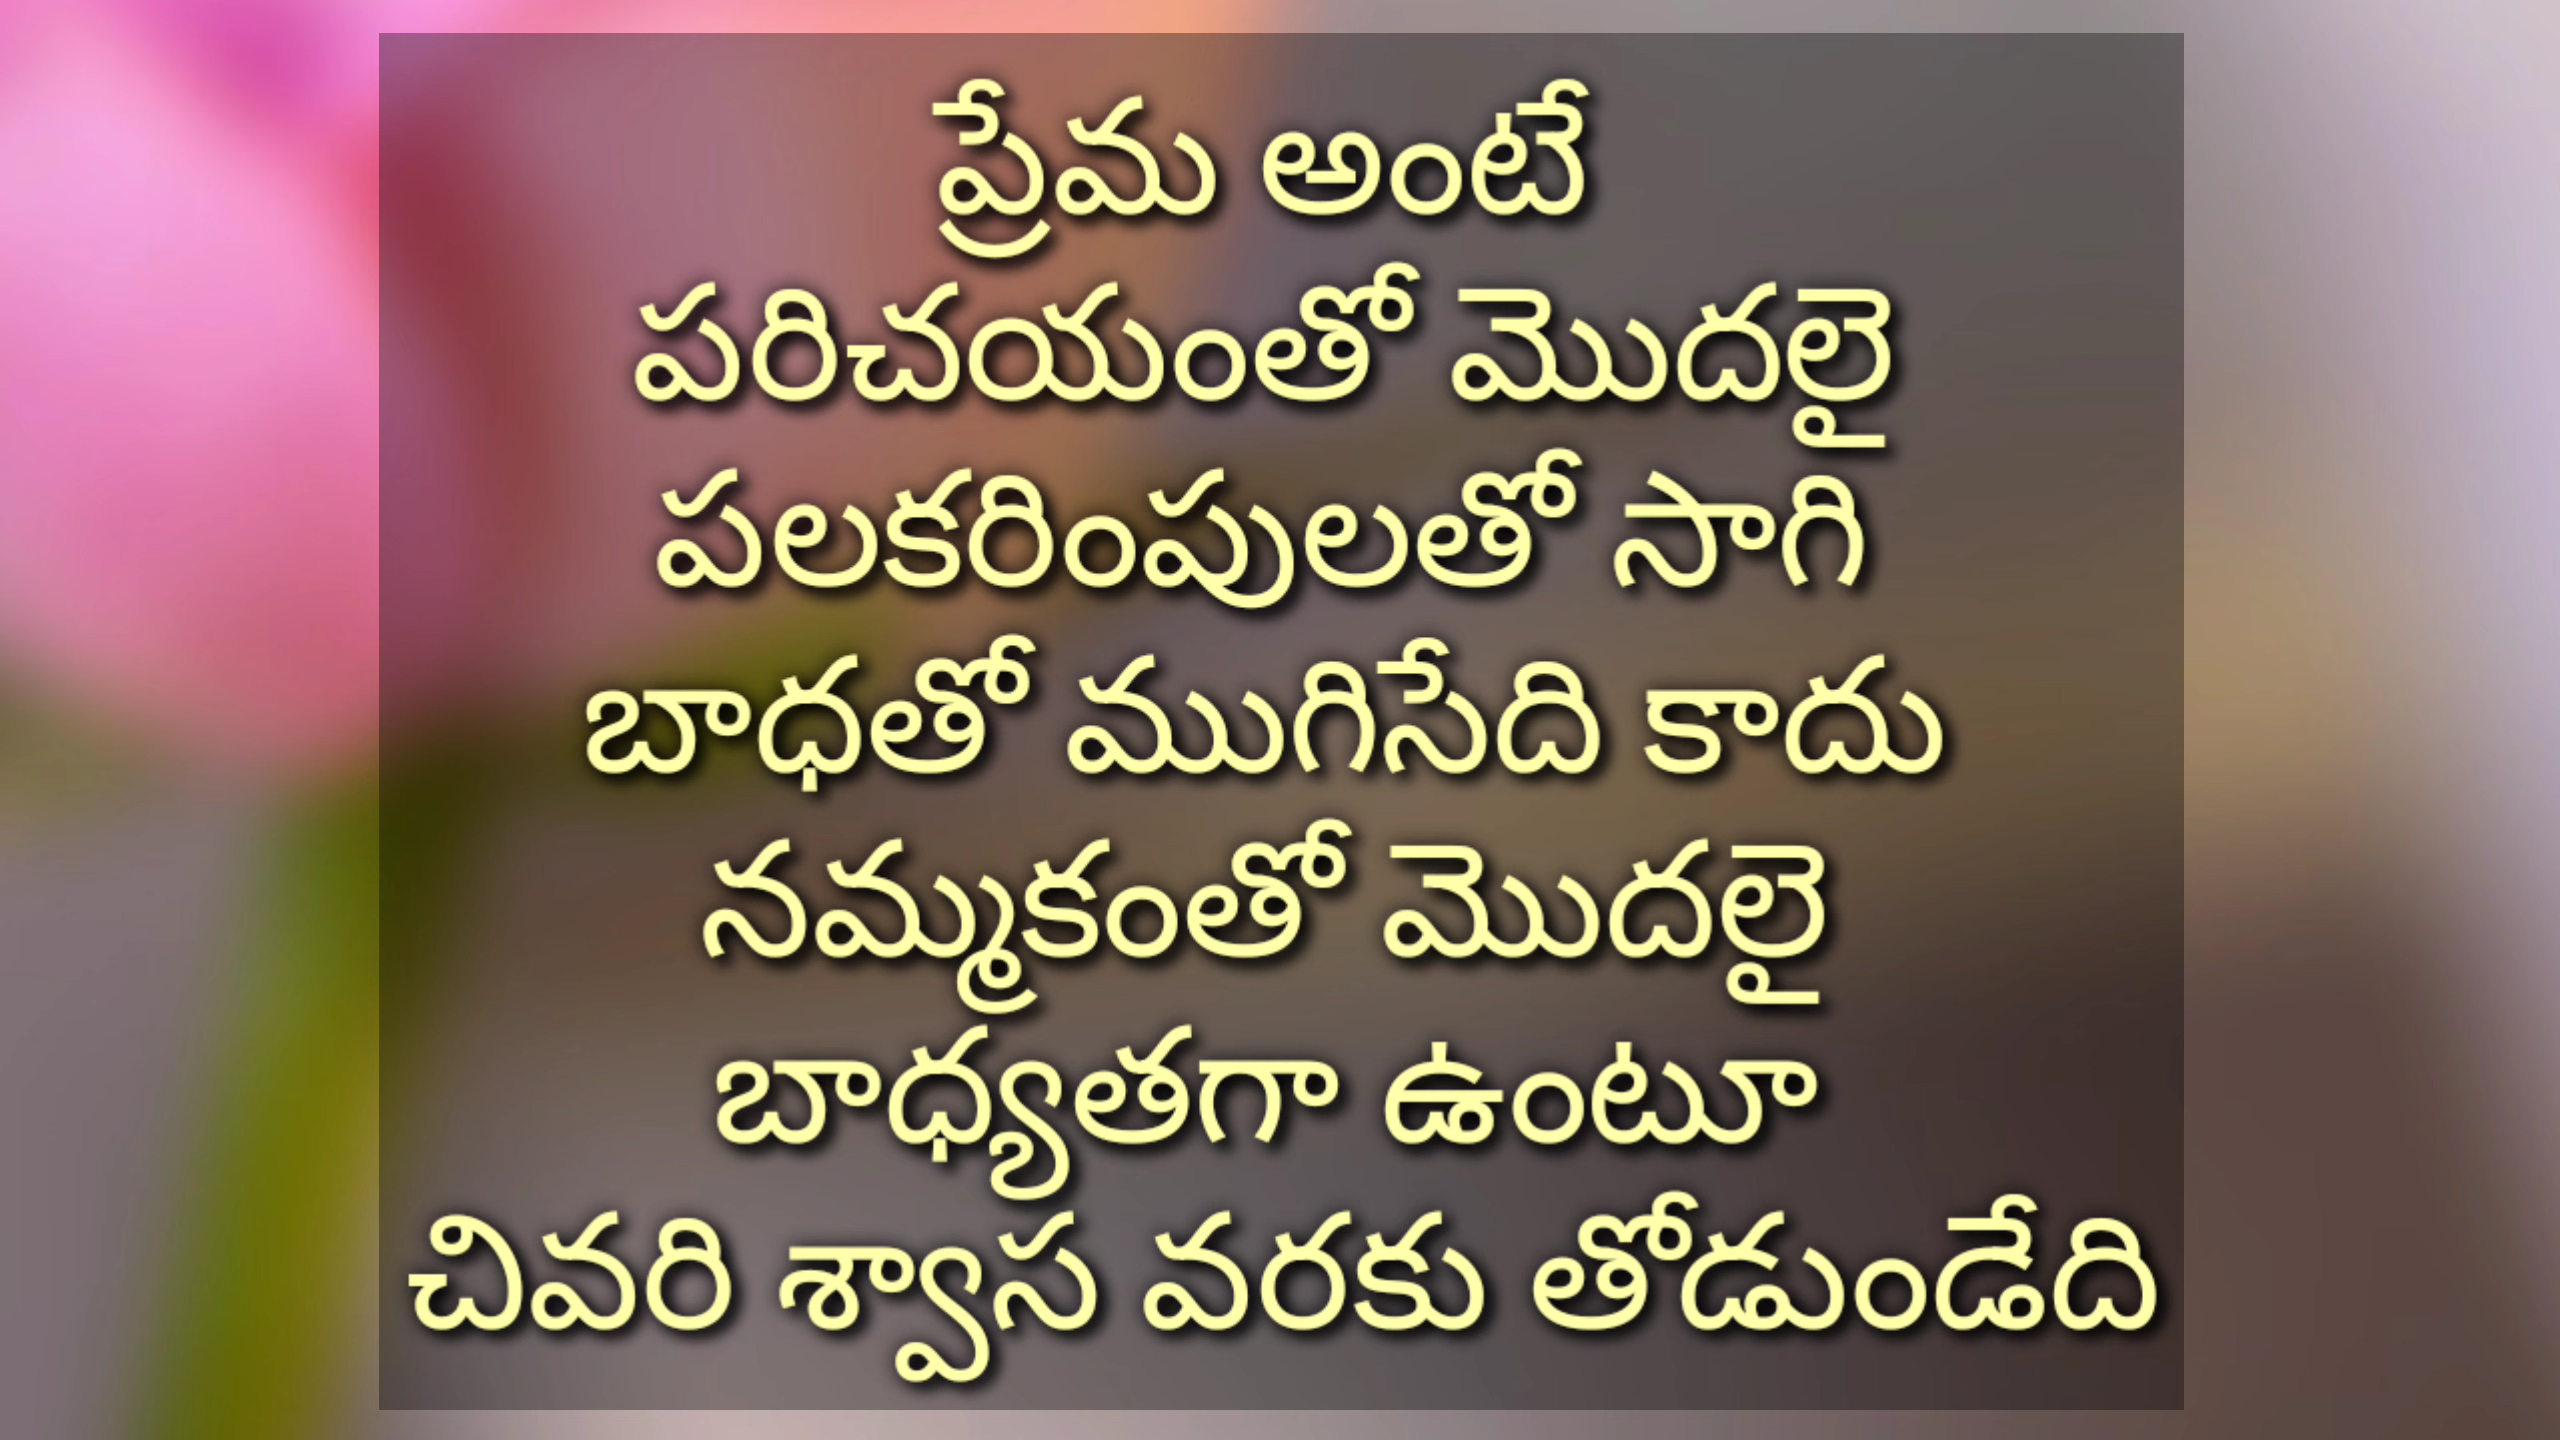 ప్రేమ అంటే
పరిచయంతో మొదలై
పలకరింపులతో సాగి
బాధతో ముగిసేది కాదు
నమ్మకంతో మొదలై
బాధ్యతగా ఉంటూ
చివరి శ్వాస వరకు తోడుండేది